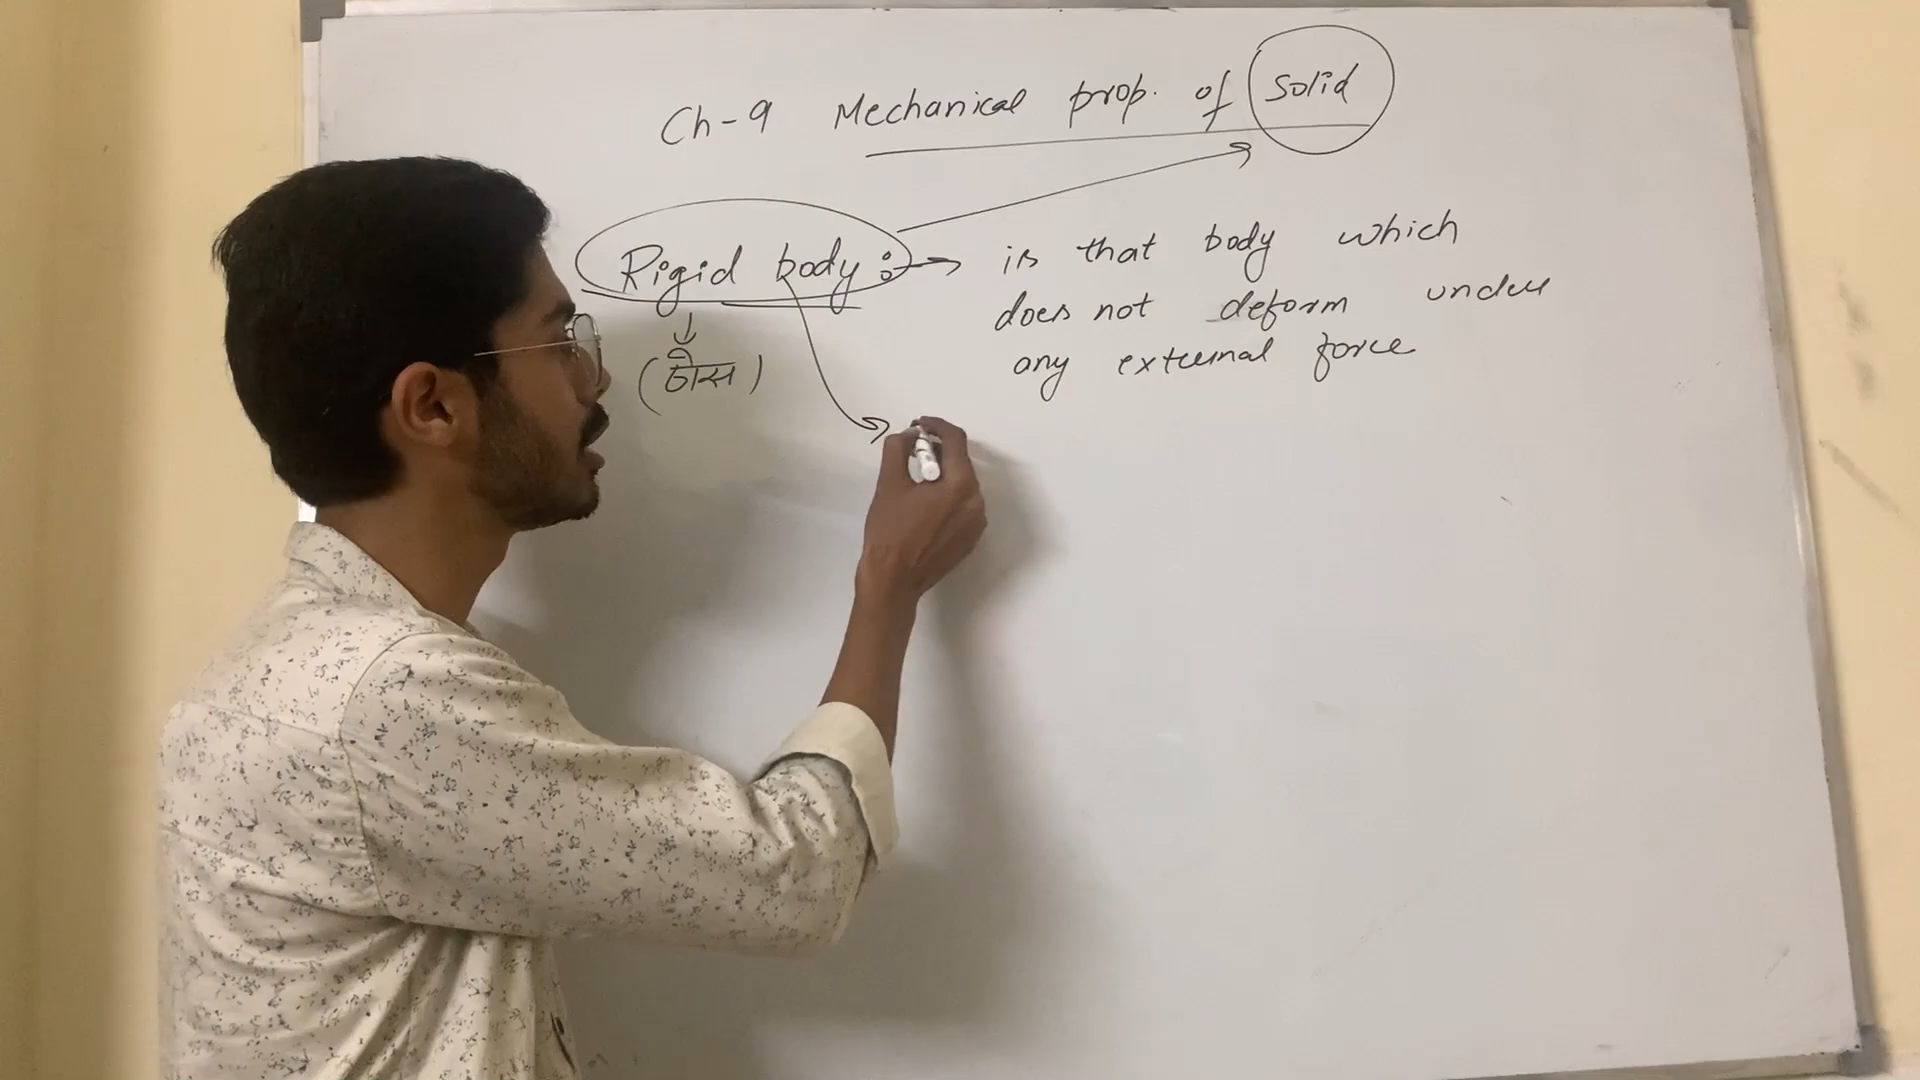 Ch-9 Mechanical prop. of Solid
Rigid body :→ is that body which
does not deform under
any external force
(ठोस)